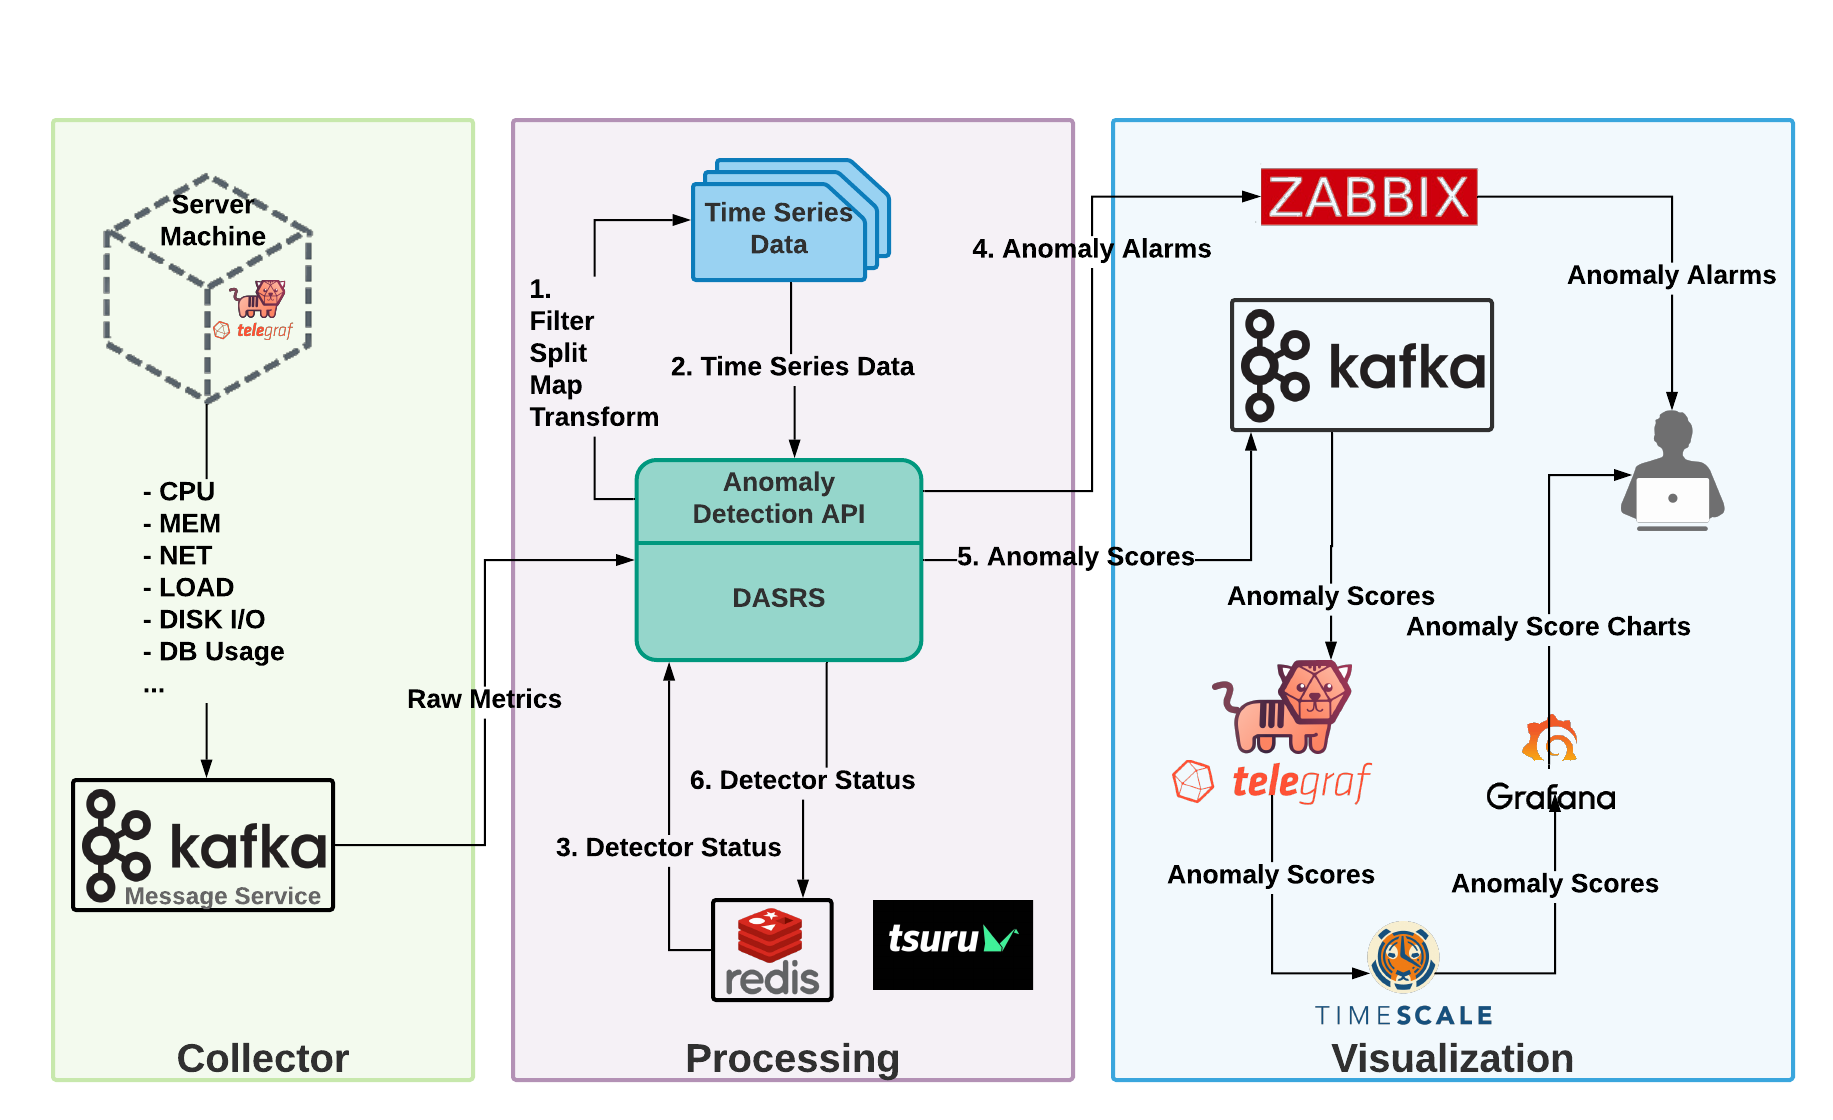 Server
Machine
telegraf
- CPU
- MEM
- NET
- LOAD
- DISK I/O
- DB Usage
...
kafka
Message Service
Raw Metrics
Collector
Time Series
Data
1.
Filter
Split
Map
Transform
2. Time Series Data
Anomaly
Detection API
DASRS
6. Detector Status
3. Detector Status
redis
tsuru
Processing
4. Anomaly Alarms
5. Anomaly Scores
ZABBIX
Anomaly Alarms
kafka
Anomaly Scores
Anomaly Score Charts
telegraf
Grafana
Anomaly Scores
Anomaly Scores
TIMESCALE
Visualization